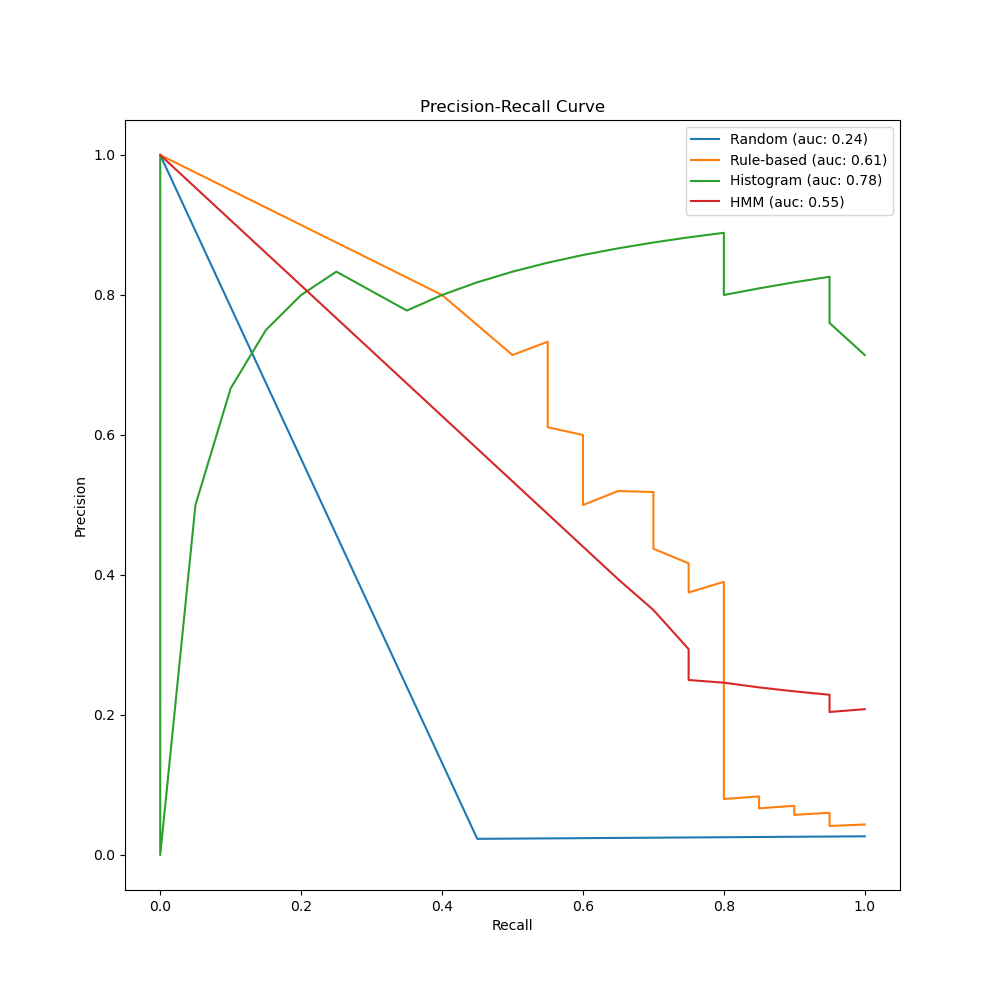 Precision-Recall Curve
Random (auc: 0.24)
Rule-based (auc: 0.61)
Histogram (auc: 0.78)
HMM (auc: 0.55)
1.0
0.8
0.6
0.4
0.2
0.0
Precision
0.0 0.2 0.4 0.6 0.8 1.0
Recall